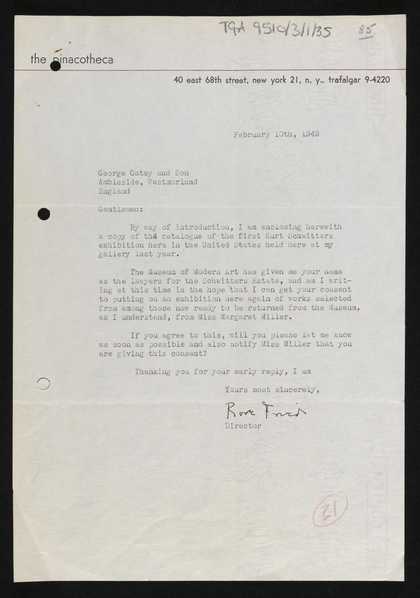 TGA 9510/3/1/35
85
the pinacotheca
40 east 68th street, new york 21, n. y., trafalgar 9-4220
February 10th, 1949
George Gatey and Son
Ambleside, Westmorland
England
Gentlemen:
By way of introduction, I am enclosing herewith
a copy of the catalogue of the first Kurt Schwitters
exhibition here in the United States held here at my
gallery last year.
The Museum of Modern Art has given me your name
as the lawyers for the Schwitters Estate, and as I writ-
ing at this time in the hope that I can get your consent
to putting on an exhibition here again of works selected
from among those now ready to be returned from the Museum,
as I understand, from Miss Margaret Miller.
If you agree to this, will you please let me know
as soon as possible and also notify Miss Miller that you
are giving this consent?
Thanking you for your early reply, I am
Yours most sincerely,
Rose Fried
Director
21